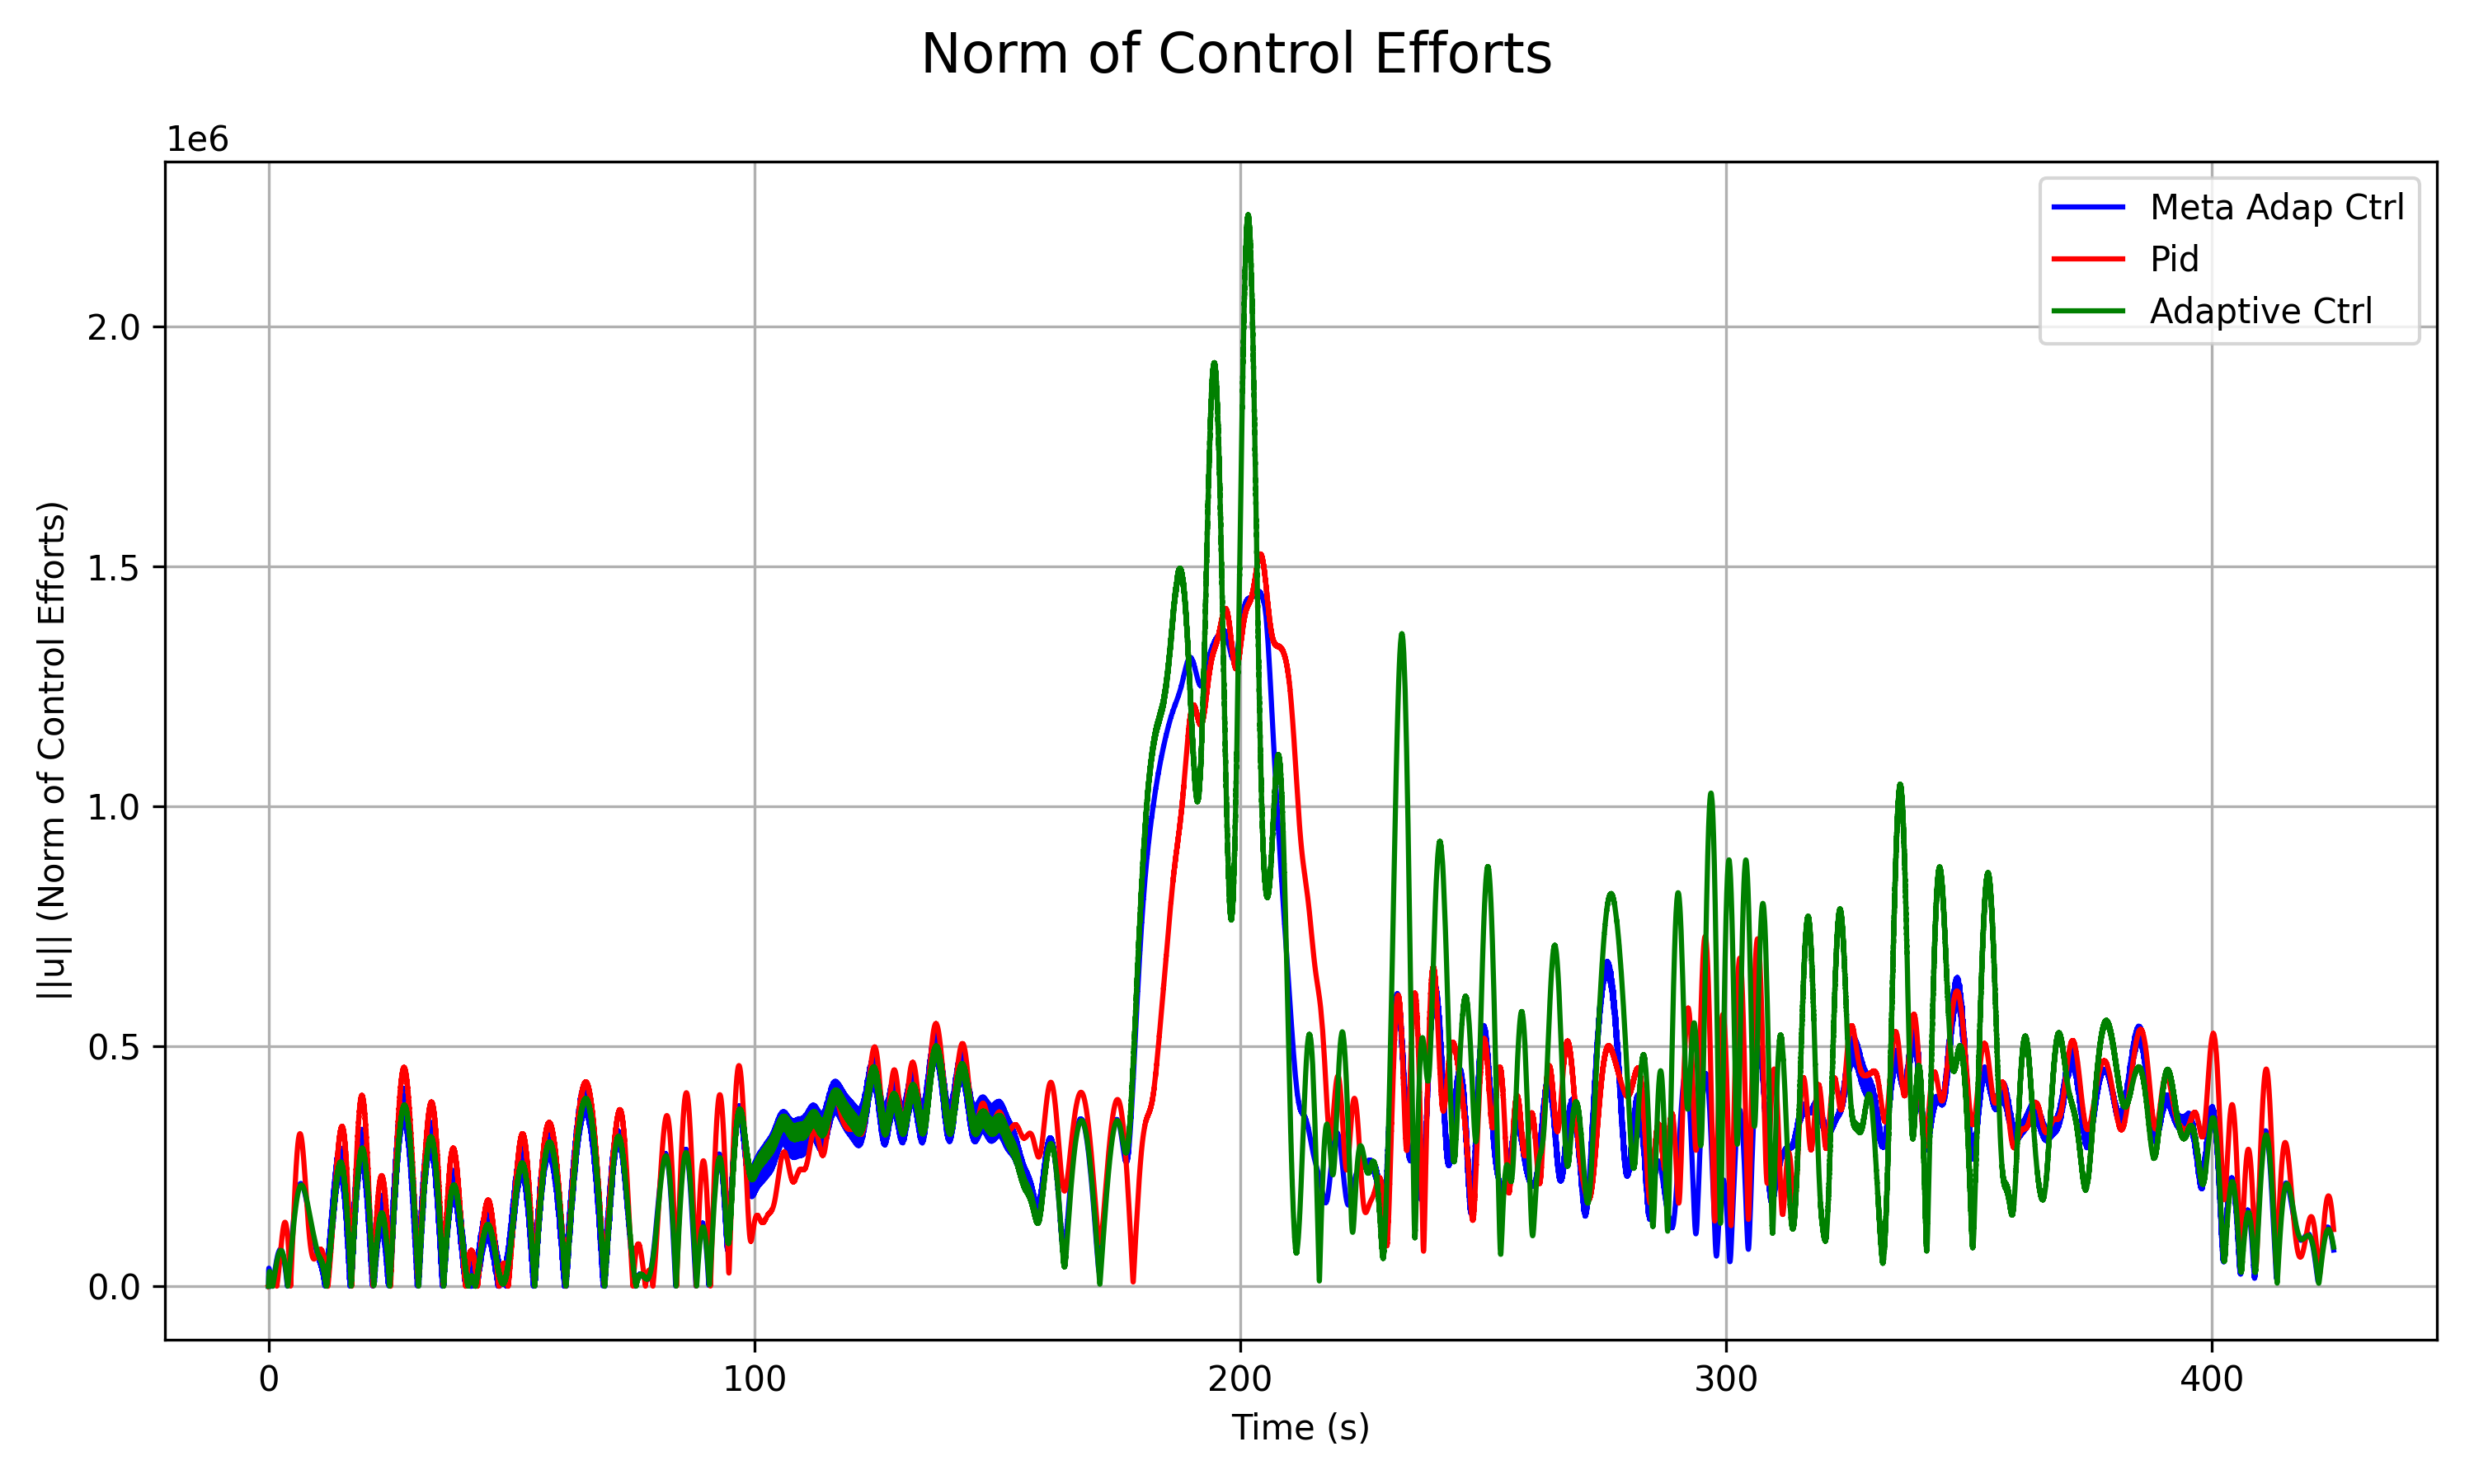 Norm of Control Efforts
1e6
Meta Adap Ctrl
Pid
Adaptive Ctrl
2.0
1.5
1.0
0.5
0.0
||u|| (Norm of Control Efforts)
0 100 200 300 400
Time (s)